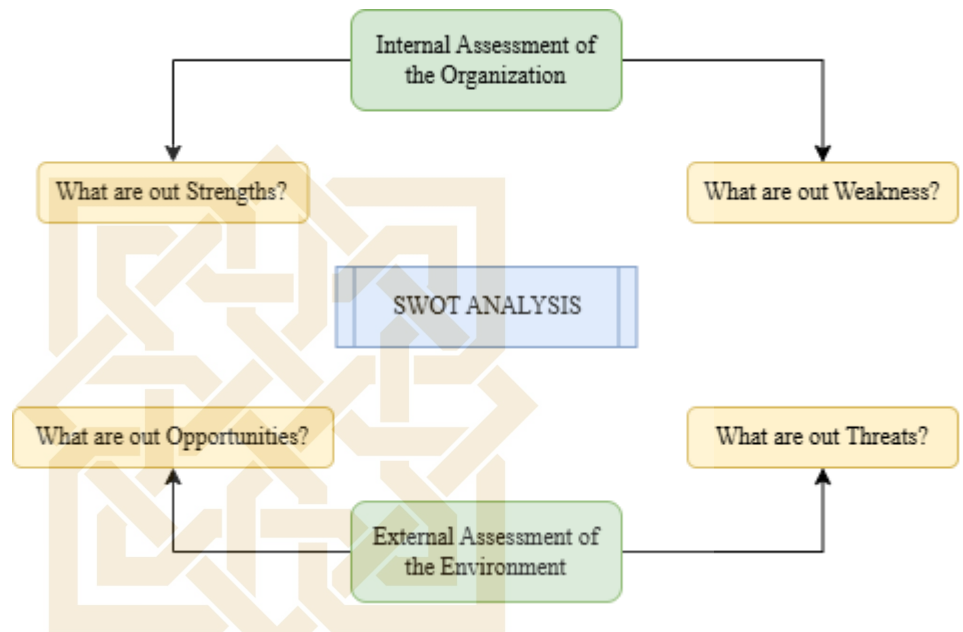 Internal Assessment of
the Organization
What are out Strengths?
What are out Weakness?
SWOT ANALYSIS
What are out Opportunities?
What are out Threats?
External Assessment of
the Environment